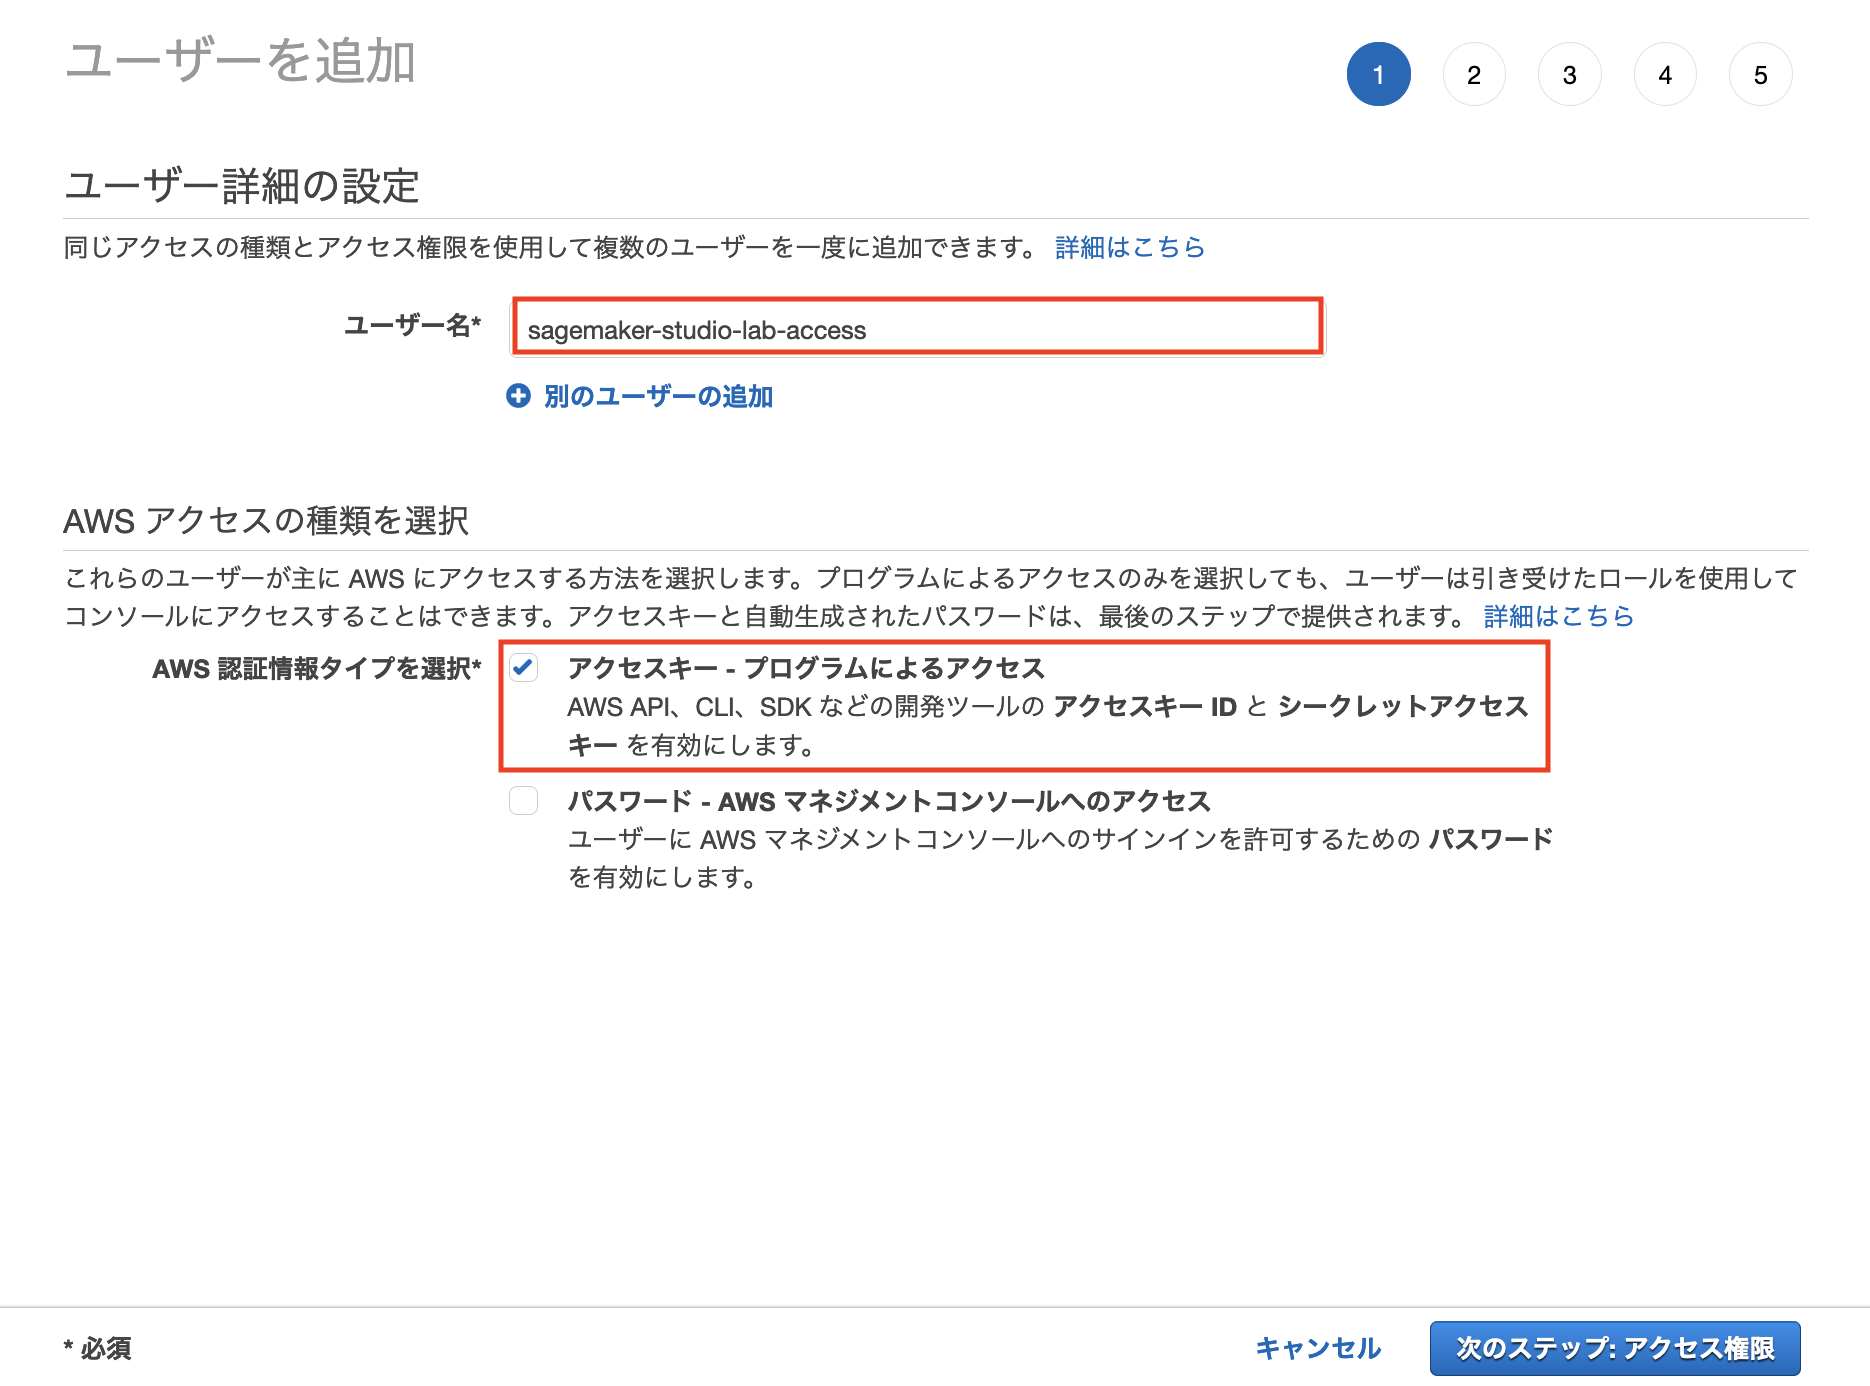 ユーザーを追加
1 2 3 4 5
ユーザー詳細の設定
同じアクセスの種類とアクセス権限を使用して複数のユーザーを一度に追加できます。 詳細はこちら
ユーザー名* sagemaker-studio-lab-access
別のユーザーの追加
AWS アクセスの種類を選択
これらのユーザーが主に AWS にアクセスする方法を選択します。プログラムによるアクセスのみを選択しても、ユーザーは引き受けたロールを使用して
コンソールにアクセスすることはできます。アクセスキーと自動生成されたパスワードは、最後のステップで提供されます。 詳細はこちら
AWS 認証情報タイプを選択* アクセスキー - プログラムによるアクセス
AWS API、CLI、SDK などの開発ツールの アクセスキー ID と シークレットアクセス
キー を有効にします。
パスワード - AWS マネジメントコンソールへのアクセス
ユーザーに AWS マネジメントコンソールへのサインインを許可するための パスワード
を有効にします。
* 必須 キャンセル 次のステップ: アクセス権限